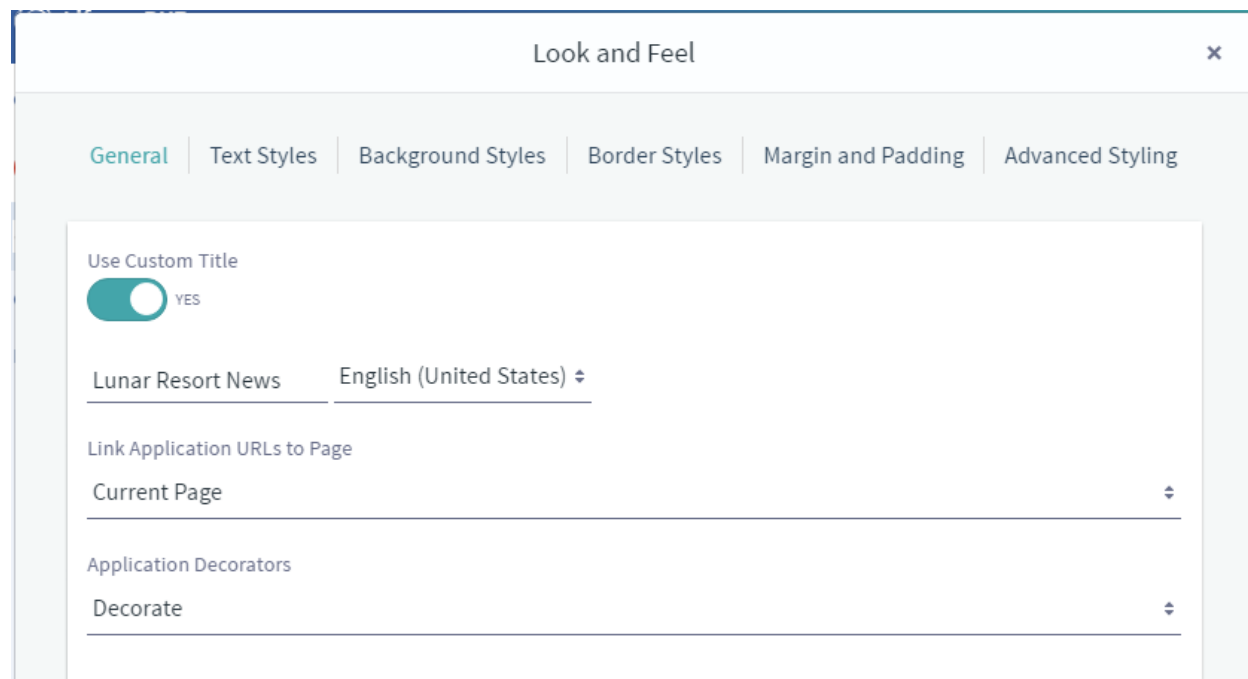 Look and Feel ×
General Text Styles Background Styles Border Styles Margin and Padding Advanced Styling
Use Custom Title
YES
Lunar Resort News English (United States)
Link Application URLs to Page
Current Page
Application Decorators
Decorate